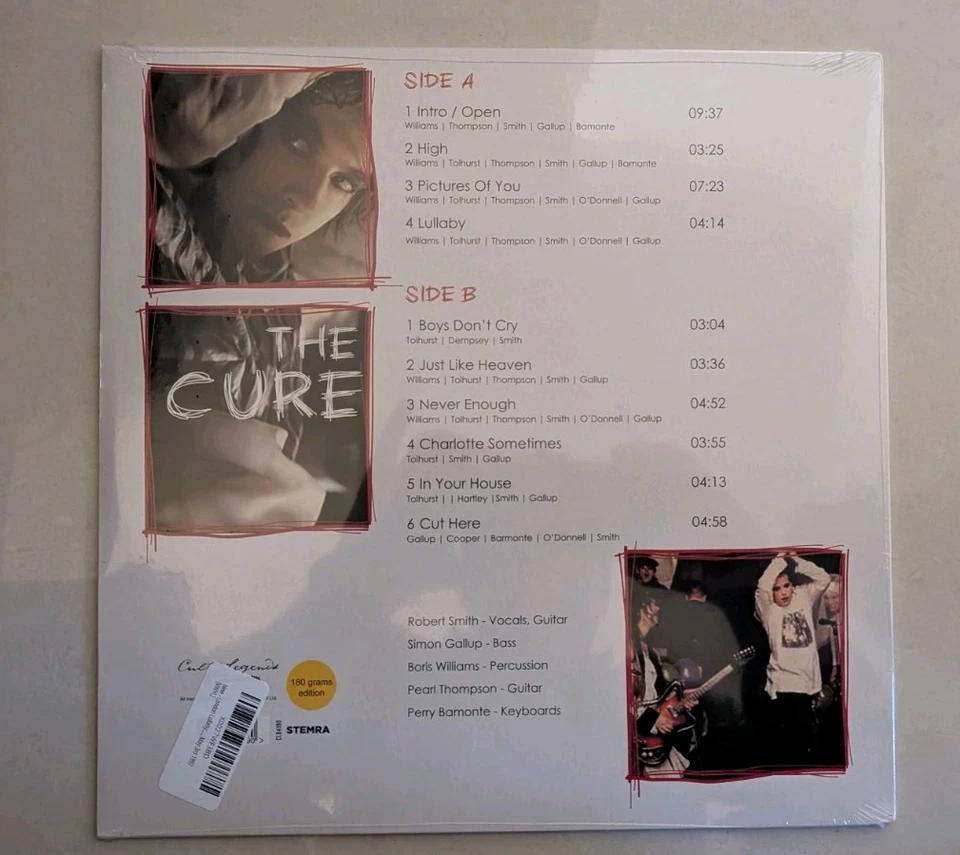 SIDE A
1 Intro / Open 09:37
Williams | Thompson | Smith | Gallup | Bamonte
2 High 03:25
Williams | Tolhurst | Thompson | Smith | Gallup | Bamonte
3 Pictures Of You 07:23
Williams | Tolhurst | Thompson | Smith | O'Donnell | Gallup
4 Lullaby 04:14
Williams | Tolhurst | Thompson | Smith | O'Donnell | Gallup
THE
CURE
SIDE B
1 Boys Don't Cry 03:04
Tolhurst | Dempsey | Smith
2 Just Like Heaven 03:36
Williams | Tolhurst | Thompson | Smith | Gallup
3 Never Enough 04:52
Williams | Tolhurst | Thompson | Smith | O'Donnell | Gallup
4 Charlotte Sometimes 03:55
Tolhurst | Smith | Gallup
5 In Your House 04:13
Tolhurst | | Hartley |Smith | Gallup
6 Cut Here 04:58
Gallup | Cooper | Barmonte | O'Donnell | Smith
Robert Smith - Vocals, Guitar
Simon Gallup - Bass
Boris Williams - Percussion
Pearl Thompson - Guitar
Perry Bamonte - Keyboards
Cult Legends
180 grams
edition
STEMRA